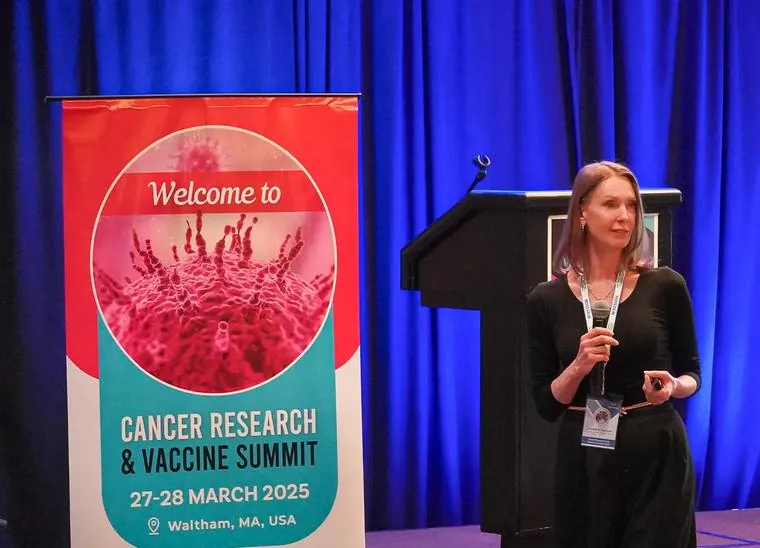 Welcome to
CANCER RESEARCH
& VACCINE SUMMIT
27-28 MARCH 2025
Waltham, MA, USA